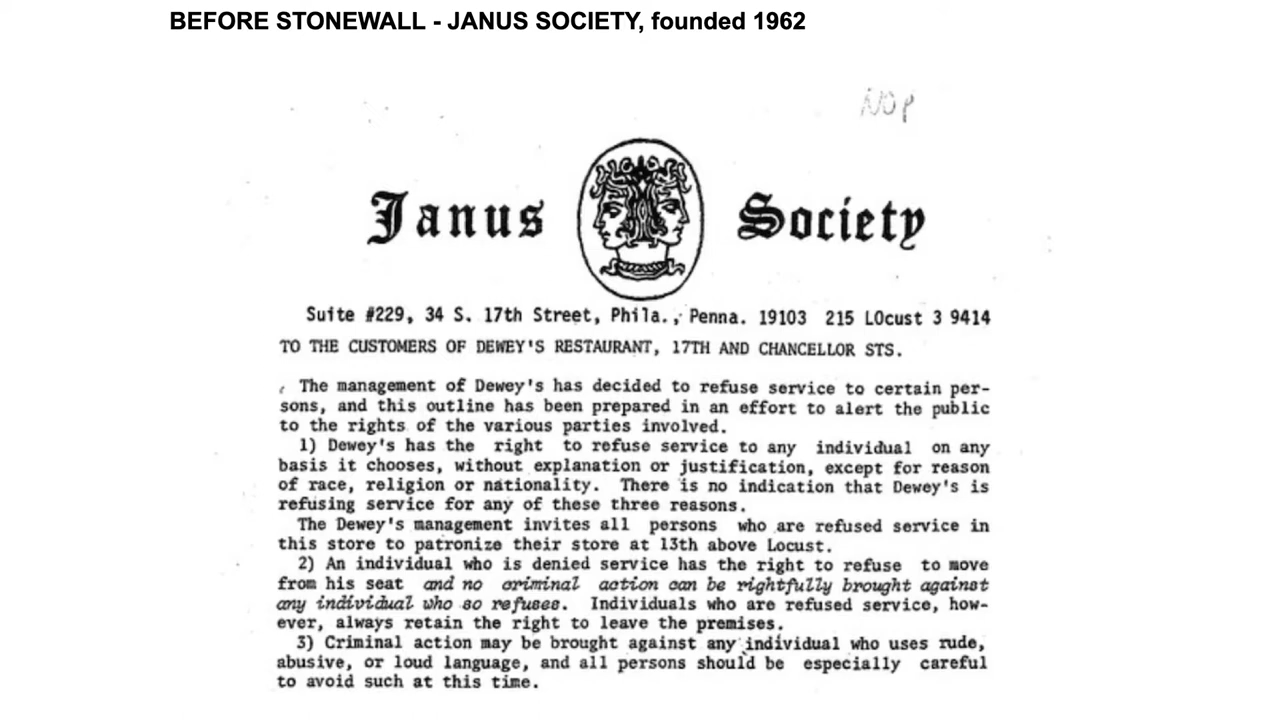 BEFORE STONEWALL - JANUS SOCIETY, founded 1962
NOP
Janus Society
Suite #229, 34 S. 17th Street, Phila., Penna. 19103 215 LOcust 3 9414
TO THE CUSTOMERS OF DEWEY'S RESTAURANT, 17TH AND CHANCELLOR STS.
The management of Dewey's has decided to refuse service to certain per-
sons, and this outline has been prepared in an effort to alert the public
to the rights of the various parties involved.
1) Dewey's has the right to refuse service to any individual on any
basis it chooses, without explanation or justification, except for reason
of race, religion or nationality. There is no indication that Dewey's is
refusing service for any of these three reasons.
The Dewey's management invites all persons who are refused service in
this store to patronize their store at 13th above Locust.
2) An individual who is denied service has the right to refuse to move
from his seat and no criminal action can be rightfully brought against
any individual who so refuses. Individuals who are refused service, how-
ever, always retain the right to leave the premises.
3) Criminal action may be brought against any individual who uses rude,
abusive, or loud language, and all persons should be especially careful
to avoid such at this time.